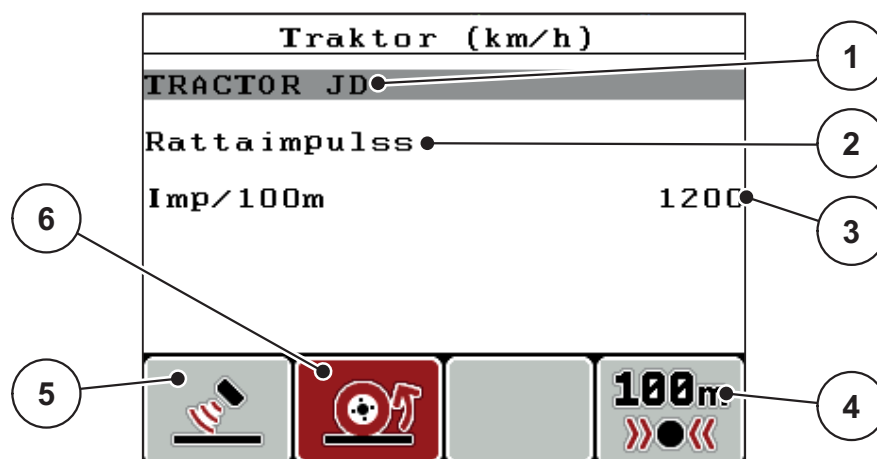 Traktor (km/h)
1
TRACTOR JD
Rattaimpulss
2
Imp/100m 1200
3
6
5
100m
4